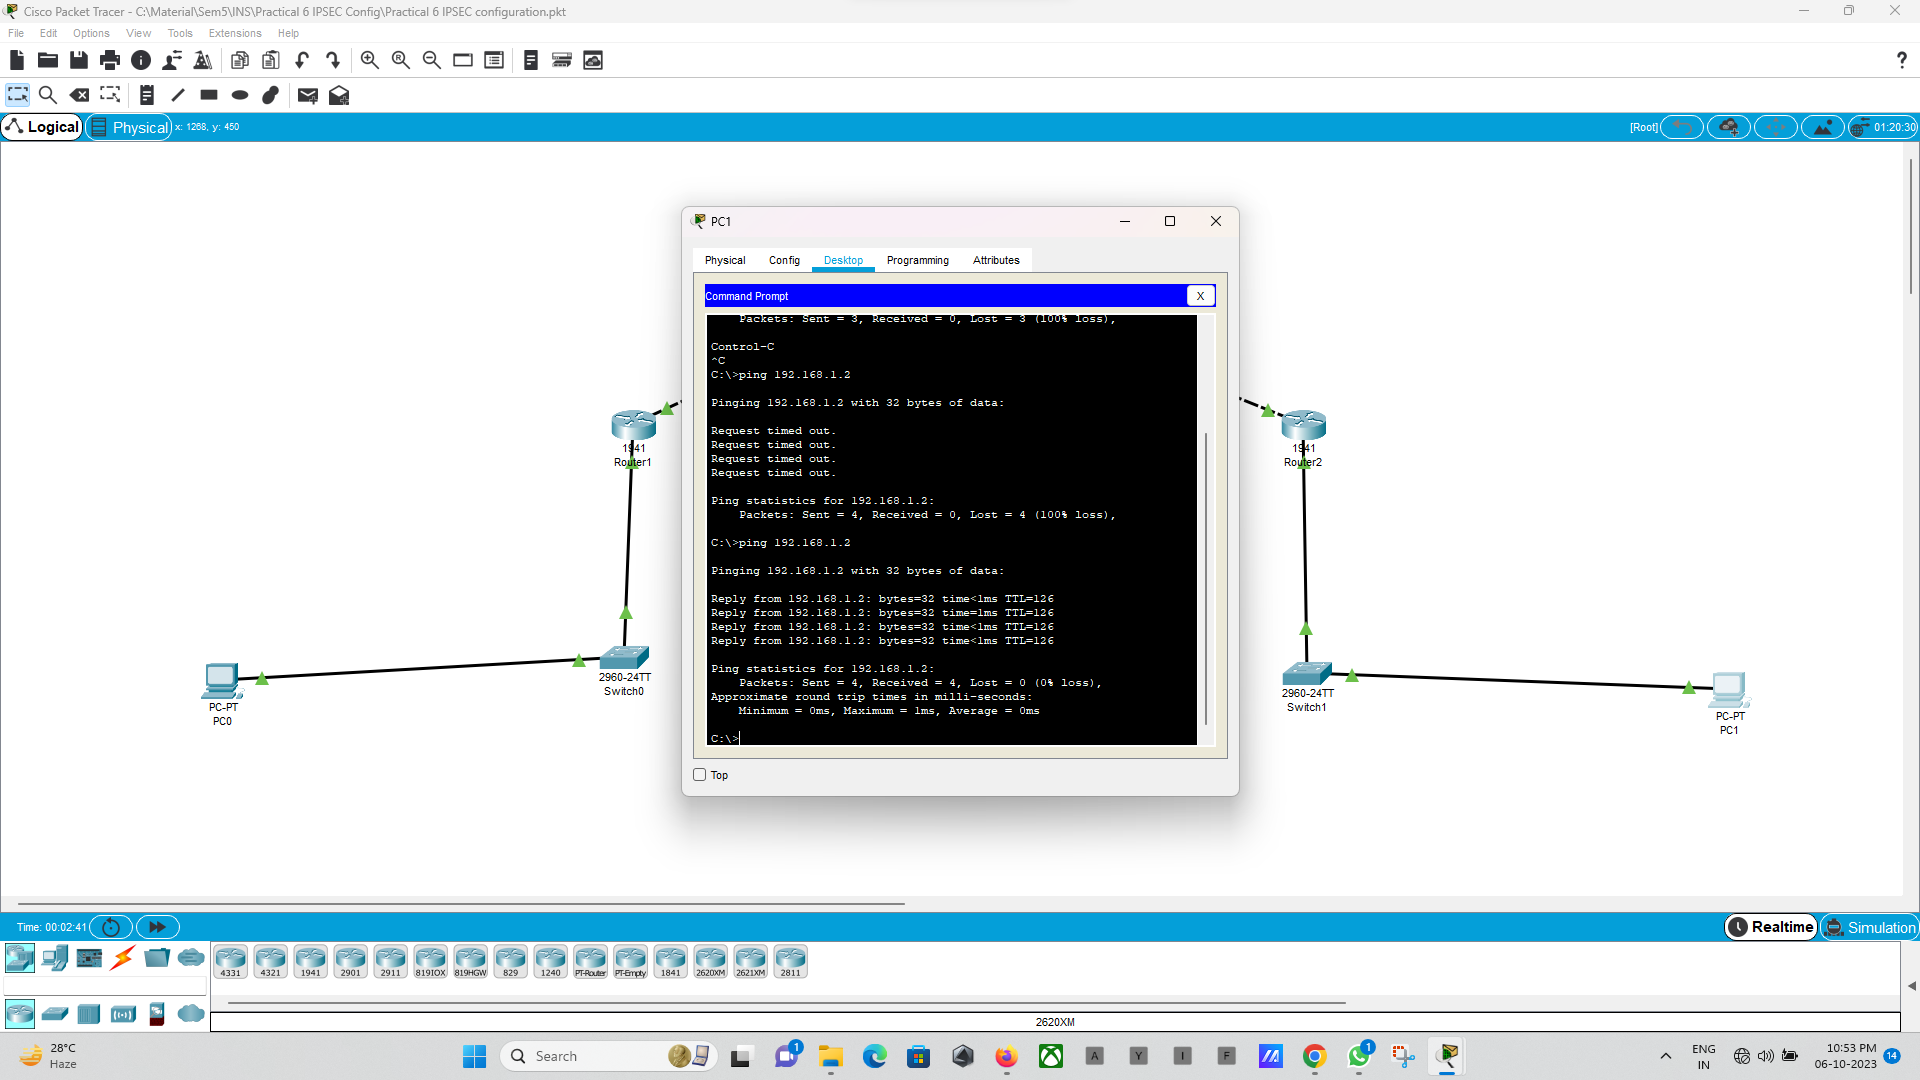 Cisco Packet Tracer - C:\Material\Sem5\INS\Practical 6 IPSEC Config\Practical 6 IPSEC configuration.pkt
File Edit Options View Tools Extensions Help
?
Logical Physical x: 1268, y: 450 [Root] 01:20:30
PC1
Physical Config Desktop Programming Attributes
Command Prompt X
Packets: Sent = 3, Received = 0, Lost = 3 (100% loss),
Control-C
^C
C:\>ping 192.168.1.2
Pinging 192.168.1.2 with 32 bytes of data:
Request timed out.
Request timed out.
Request timed out.
Request timed out.
Ping statistics for 192.168.1.2:
Packets: Sent = 4, Received = 0, Lost = 4 (100% loss),
C:\>ping 192.168.1.2
Pinging 192.168.1.2 with 32 bytes of data:
Reply from 192.168.1.2: bytes=32 time<1ms TTL=126
Reply from 192.168.1.2: bytes=32 time=1ms TTL=126
Reply from 192.168.1.2: bytes=32 time<1ms TTL=126
Reply from 192.168.1.2: bytes=32 time<1ms TTL=126
Ping statistics for 192.168.1.2:
Packets: Sent = 4, Received = 4, Lost = 0 (0% loss),
Approximate round trip times in milli-seconds:
Minimum = 0ms, Maximum = 1ms, Average = 0ms
C:\>
Top
1941
Router1
1941
Router2
2960-24TT
Switch0
2960-24TT
Switch1
PC-PT
PC0
PC-PT
PC1
Time: 00:02:41 Realtime Simulation
4331 4321 1941 2901 2911 819IOX 819HGW 829 1240 PT-Router PT-Empty 1841 2620XM 2621XM 2811
2620XM
28°C
Haze
Search
1
A Y I F
1
ENG
IN
10:53 PM
06-10-2023
14